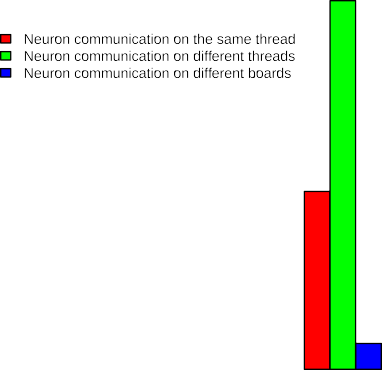 Neuron communication on the same thread
Neuron communication on different threads
Neuron communication on different boards